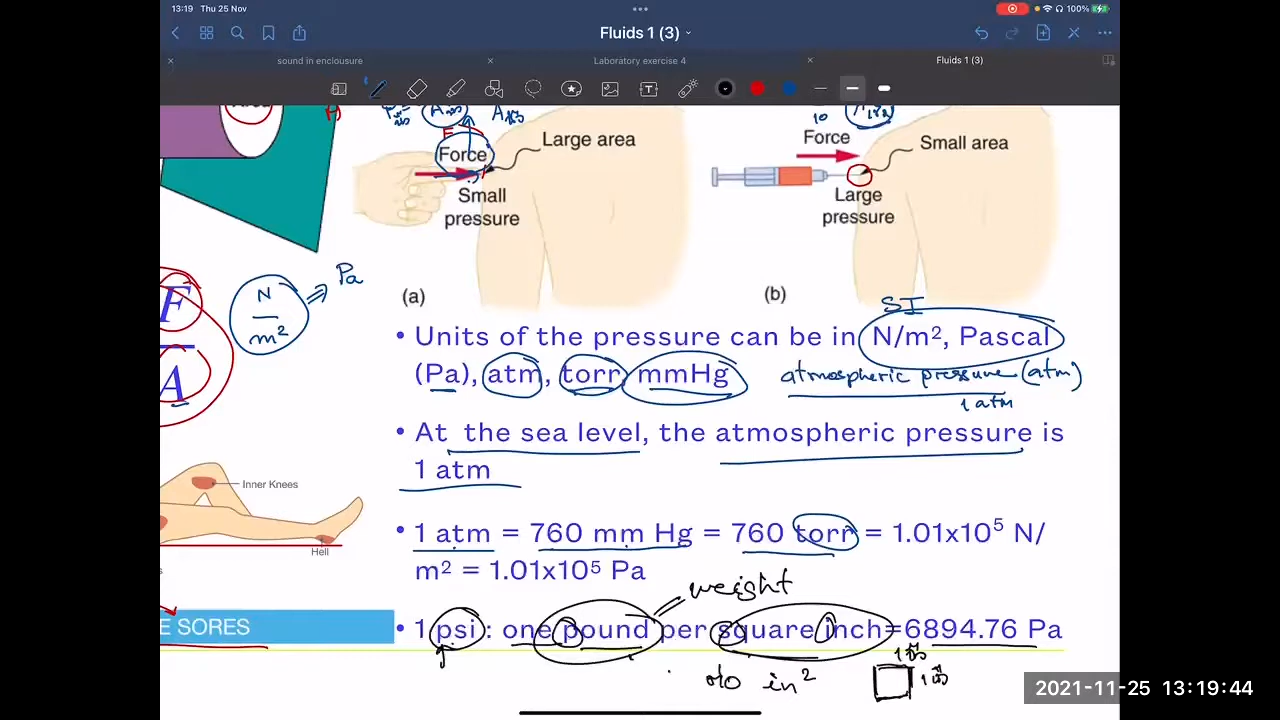 13:19 Thu 25 Nov
100%
Fluids 1 (3)
sound in encl0usure
Laboratory exercise 4
Fluids 1 (3)
Force
Large area
Small
pressure
(a)
Force
Small area
Large
pressure
(b)
F
A
N
m²
Pa
SI
• Units of the pressure can be in N/m², Pascal
(Pa), atm, torr, mmHg
atmospheric pressure (atm)
1 atm
• At the sea level, the atmospheric pressure is
1 atm
Inner Knees
Hell
• 1 atm = 760 mm Hg = 760 torr = 1.01x10⁵ N/
m² = 1.01x10⁵ Pa
weight
E SORES
• 1 psi : one pound per square inch=6894.76 Pa
in²
2021-11-25 13:19:44